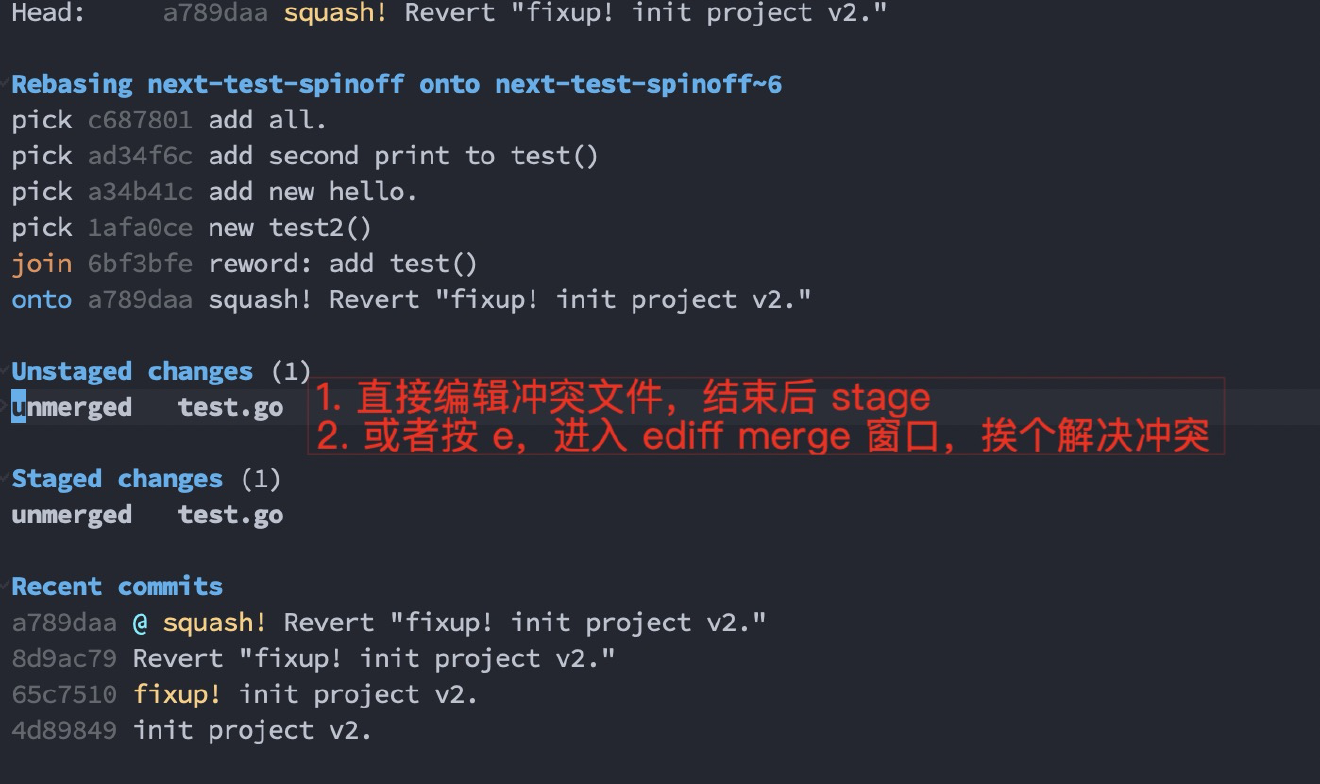 Head: a789daa squash! Revert "fixup! init project v2."
Rebasing next-test-spinoff onto next-test-spinoff~6
pick c687801 add all.
pick ad34f6c add second print to test()
pick a34b41c add new hello.
pick 1afa0ce new test2()
join 6bf3bfe reword: add test()
onto a789daa squash! Revert "fixup! init project v2."
Unstaged changes (1)
unmerged test.go
1. 直接编辑冲突文件，结束后 stage
2. 或者按 e，进入 ediff merge 窗口，挨个解决冲突
Staged changes (1)
unmerged test.go
Recent commits
a789daa @ squash! Revert "fixup! init project v2."
8d9ac79 Revert "fixup! init project v2."
65c7510 fixup! init project v2.
4d89849 init project v2.